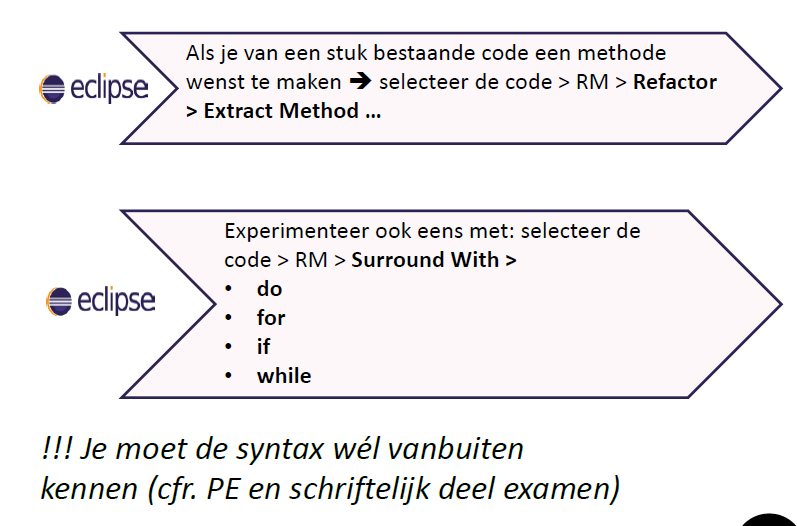 eclipse
Als je van een stuk bestaande code een methode
wenst te maken ➔ selecteer de code > RM > Refactor
> Extract Method ...
Experimenteer ook eens met: selecteer de
eclipse
code > RM > Surround With >
• do
• for
• if
• while
!!! Je moet de syntax wél vanbuiten
kennen (cfr. PE en schriftelijk deel examen)